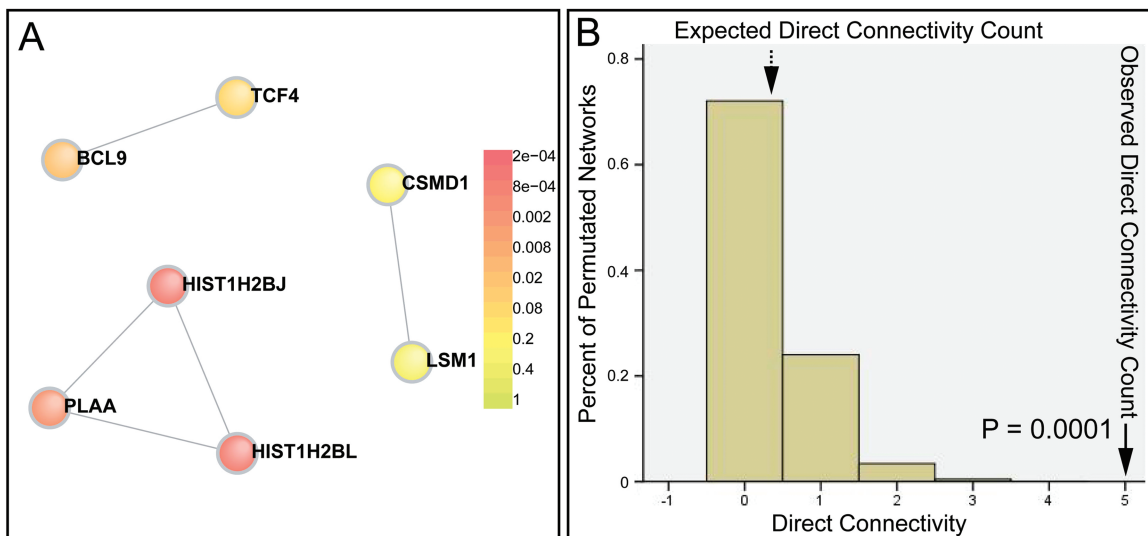 A
TCF4
BCL9
CSMD1
HIST1H2BJ
LSM1
PLAA
HIST1H2BL
2e−04
8e−04
0.002
0.008
0.02
0.08
0.2
0.4
1
B
Expected Direct Connectivity Count
Observed Direct Connectivity Count
Percent of Permutated Networks
0.8
0.6
0.4
0.2
0
P = 0.0001
-1
0
1
2
3
4
5
Direct Connectivity